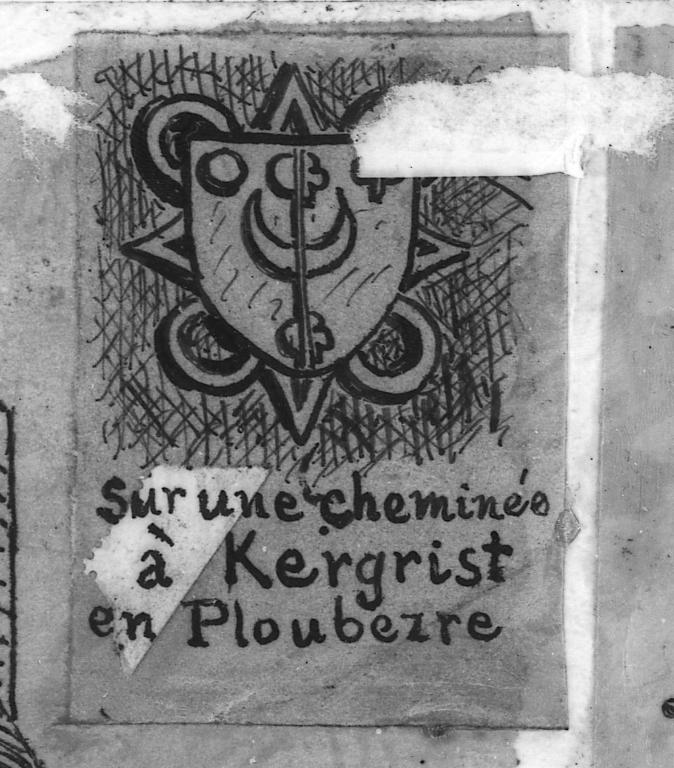 sur une cheminée
à Kergrist
en Ploubezre